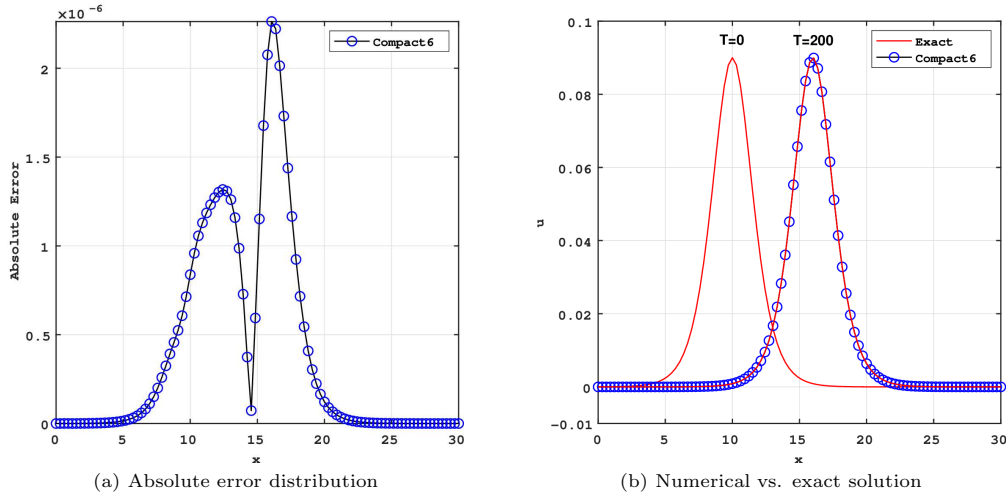 ×10⁻⁶
Compact6
2
1.5
1
0.5
0
Absolute Error
0 5 10 15 20 25 30
x
(a) Absolute error distribution
0.1
T=0 T=200
Exact
Compact6
0.08
0.06
0.04
0.02
0
-0.01
u
0 5 10 15 20 25 30
x
(b) Numerical vs. exact solution